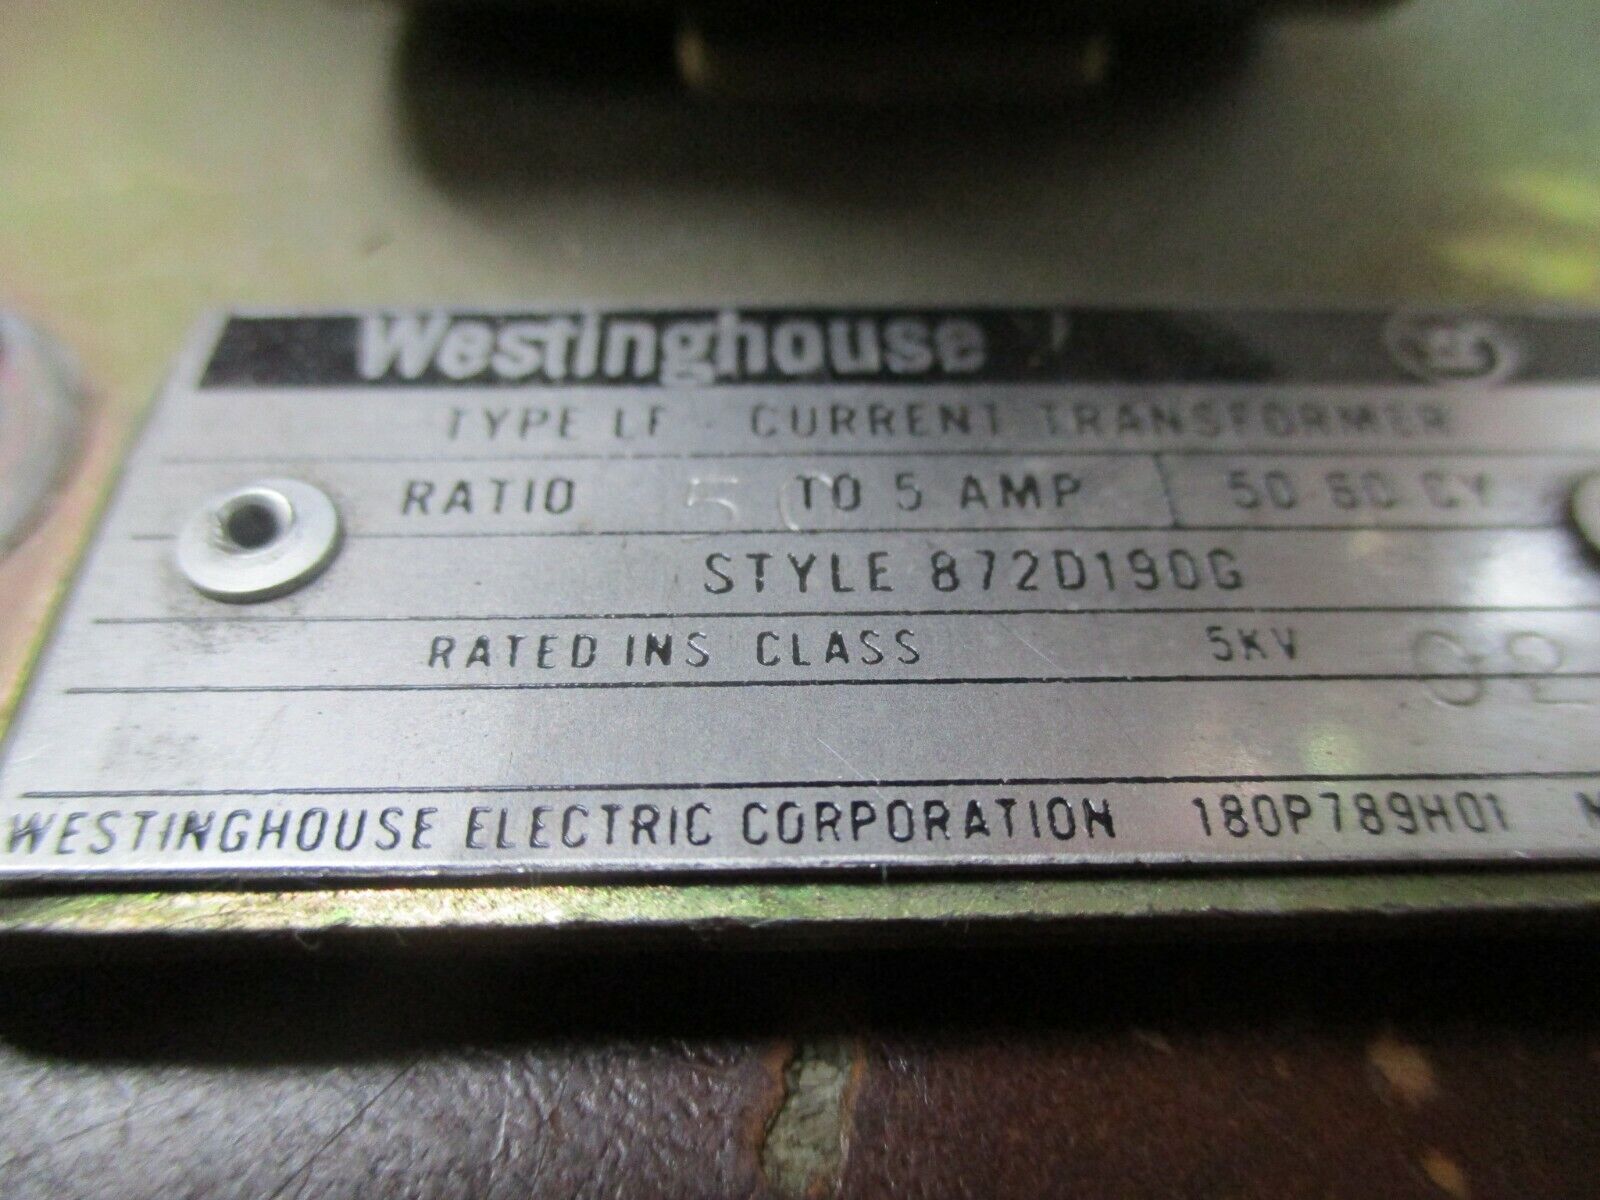 Westinghouse
TYPE LF CURRENT TRANSFORMER
RATIO 50 TO 5 AMP 50 60 CY
STYLE 872D190G
RATED INS CLASS 5KV
WESTINGHOUSE ELECTRIC CORPORATION 180P789H01